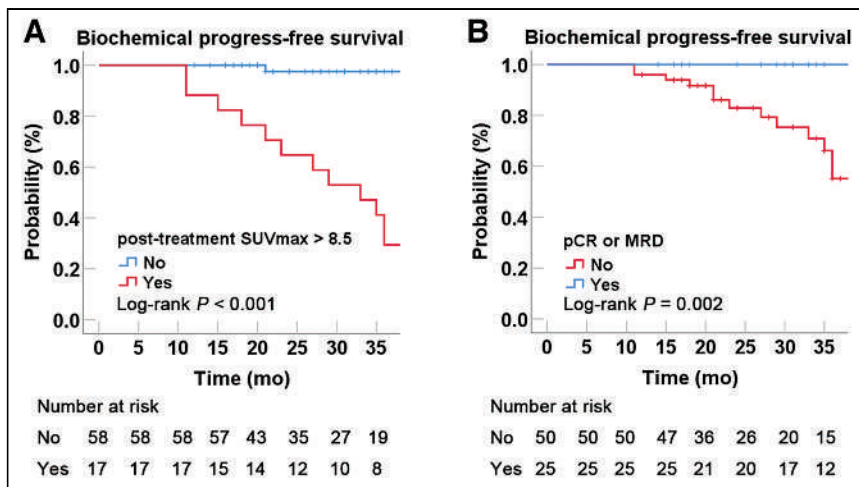 A
Biochemical progress-free survival
1.0
0.8
0.6
0.4
0.2
0.0
Probability (%)
post-treatment SUVmax > 8.5
No
Yes
Log-rank P < 0.001
0 5 10 15 20 25 30 35
Time (mo)
Number at risk
No 58 58 58 57 43 35 27 19
Yes 17 17 17 15 14 12 10 8
B
Biochemical progress-free survival
1.0
0.8
0.6
0.4
0.2
0.0
Probability (%)
pCR or MRD
No
Yes
Log-rank P = 0.002
0 5 10 15 20 25 30 35
Time (mo)
Number at risk
No 50 50 50 47 36 26 20 15
Yes 25 25 25 25 21 20 17 12